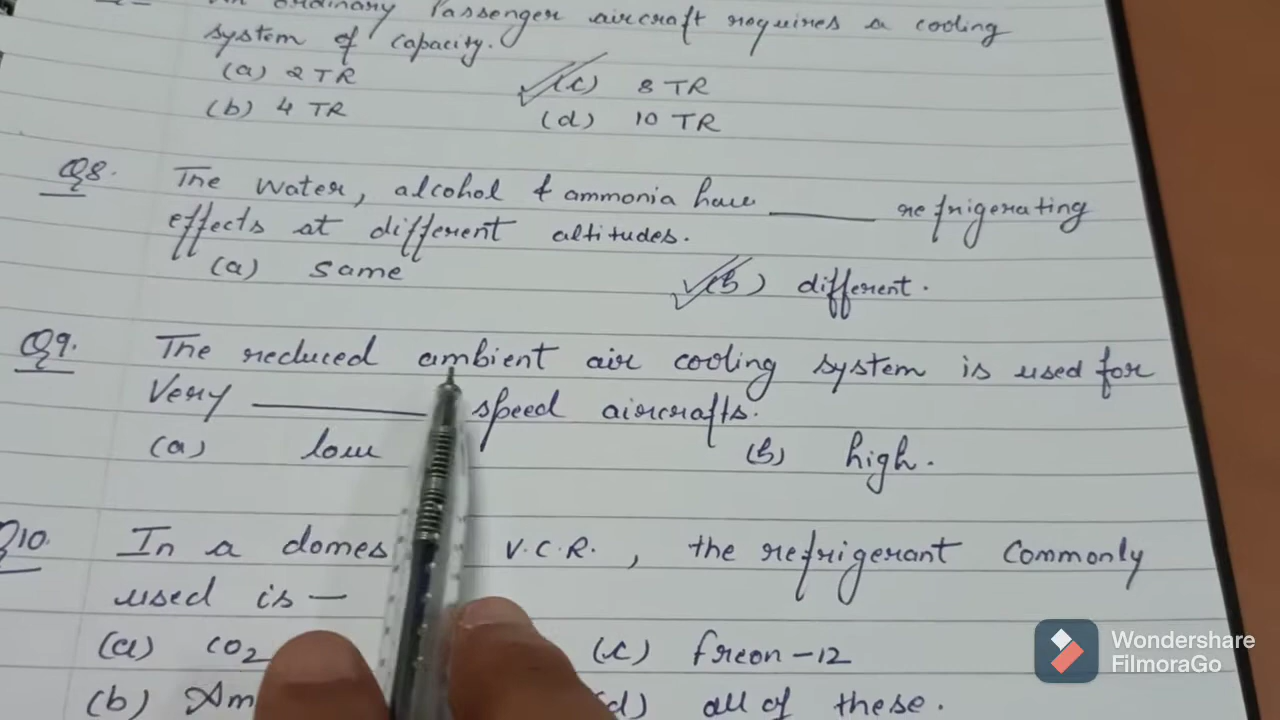 ordinary Passenger aircraft requires a cooling
system of capacity.
(a) 2 TR (c) 8 TR
(b) 4 TR (d) 10 TR
Q8. The water, alcohol & ammonia have ______ refrigerating
effects at different altitudes.
(a) same (b) different.
Q9. The reduced ambient air cooling system is used for
Very ______ speed aircrafts.
(a) low (b) high.
Q10. In a domes V.C.R. , the refrigerant Commonly
used is —
(a) CO2 (c) freon -12
(b) Am d) all of these.
Wondershare
FilmoraGo